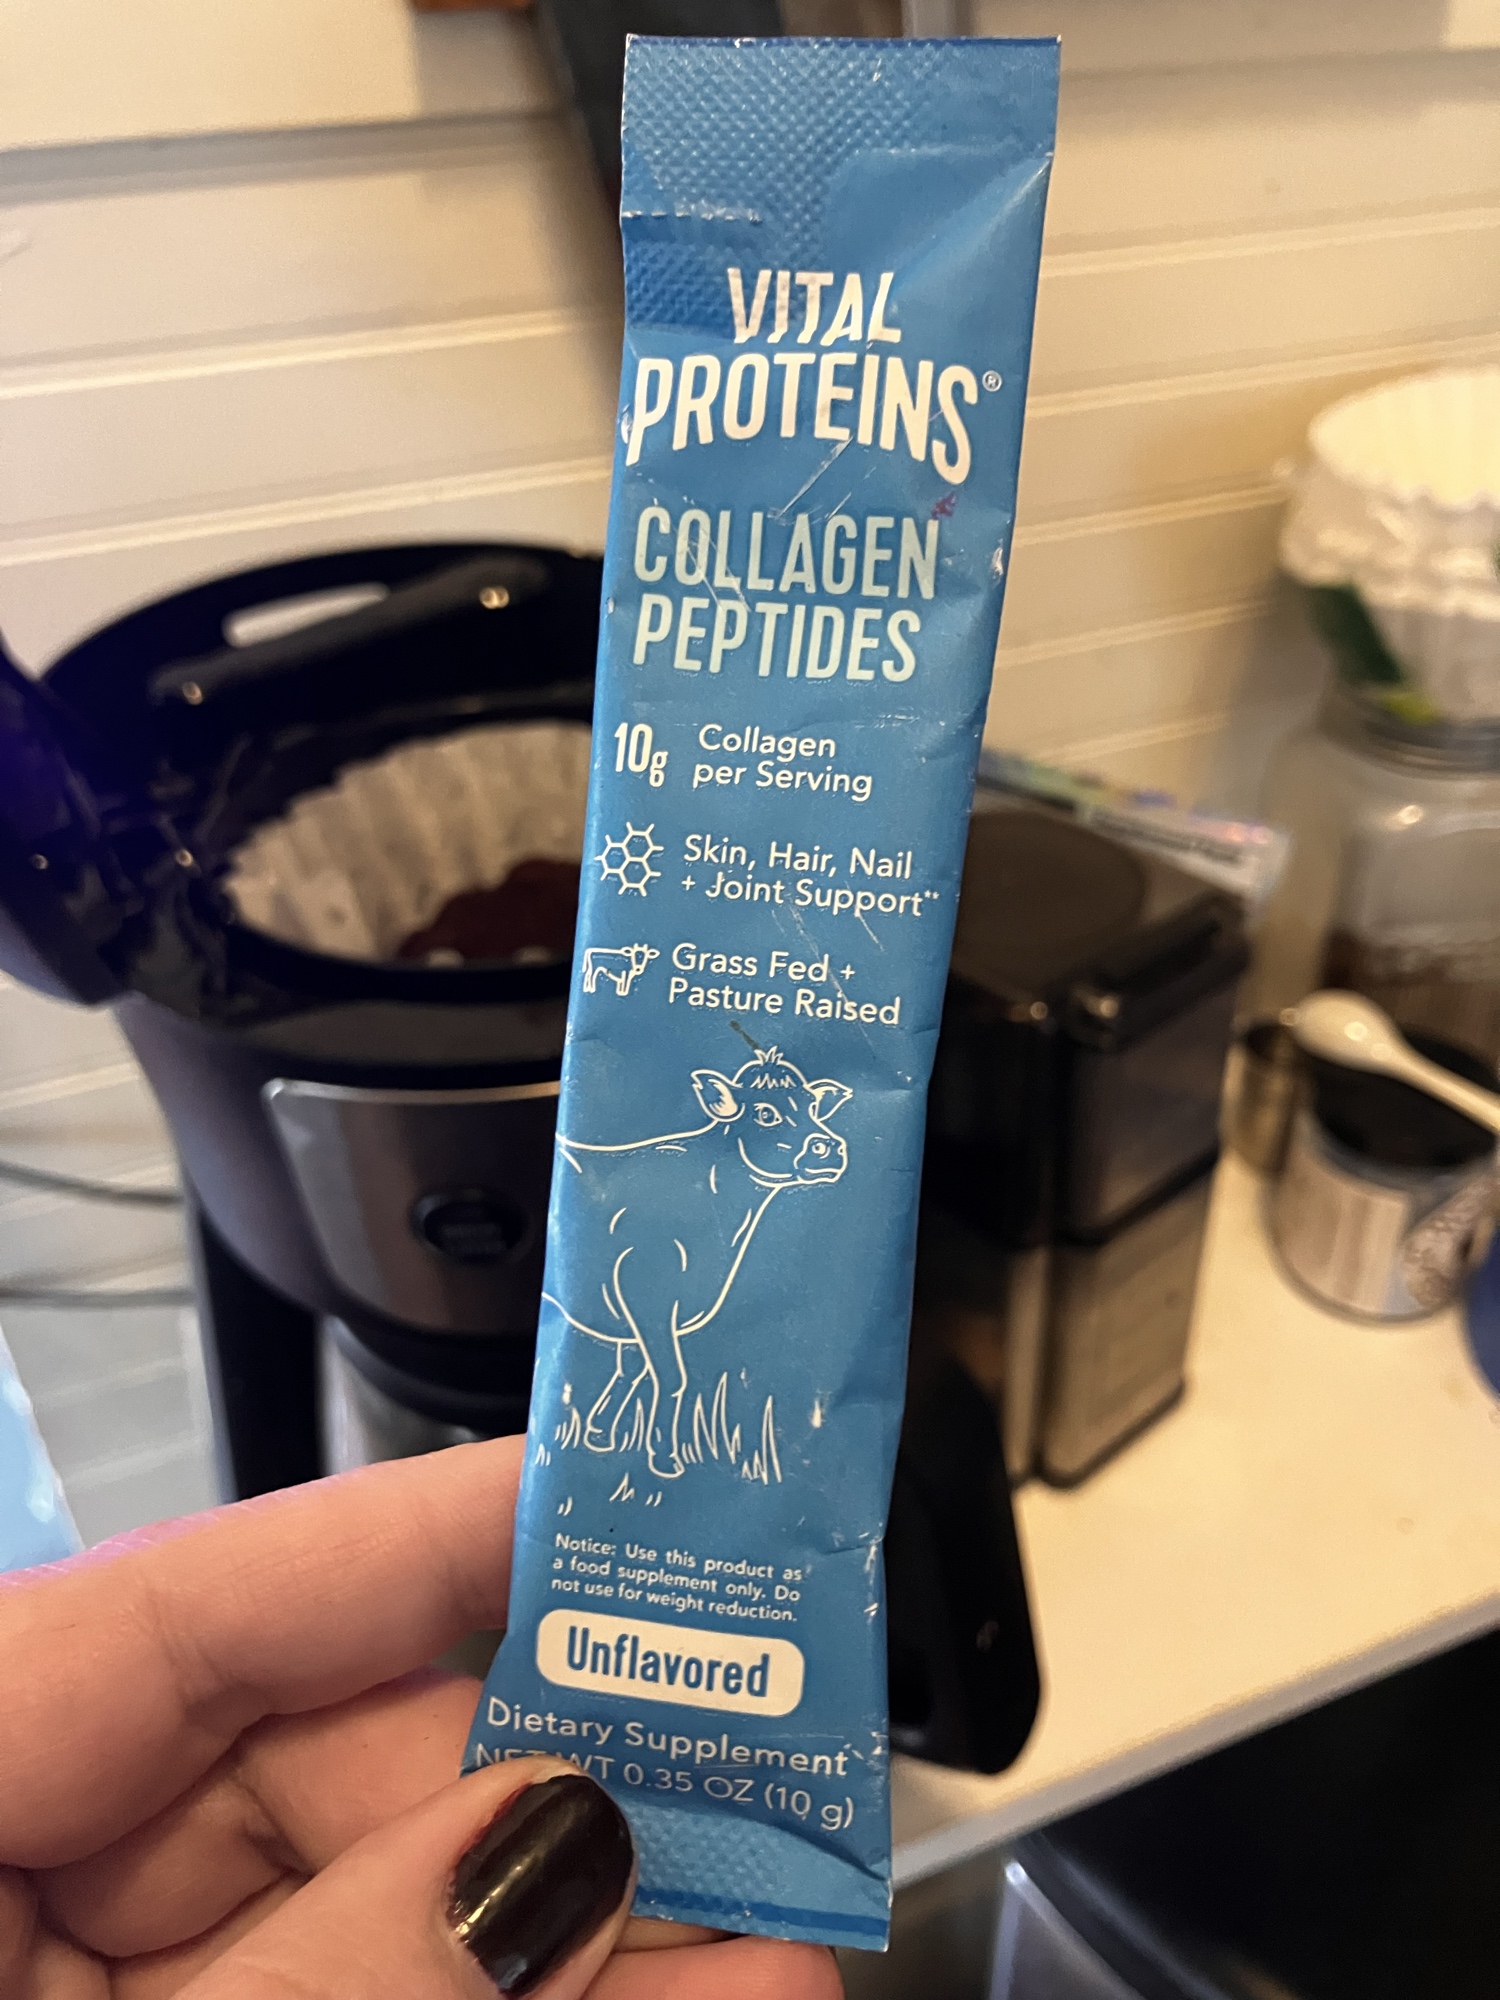 VITAL
PROTEINS®
COLLAGEN
PEPTIDES
10g Collagen
per Serving
Skin, Hair, Nail
+ Joint Support**
Grass Fed +
Pasture Raised
Notice: Use this product as
a food supplement only. Do
not use for weight reduction.
Unflavored
Dietary Supplement
NET WT 0.35 OZ (10 g)